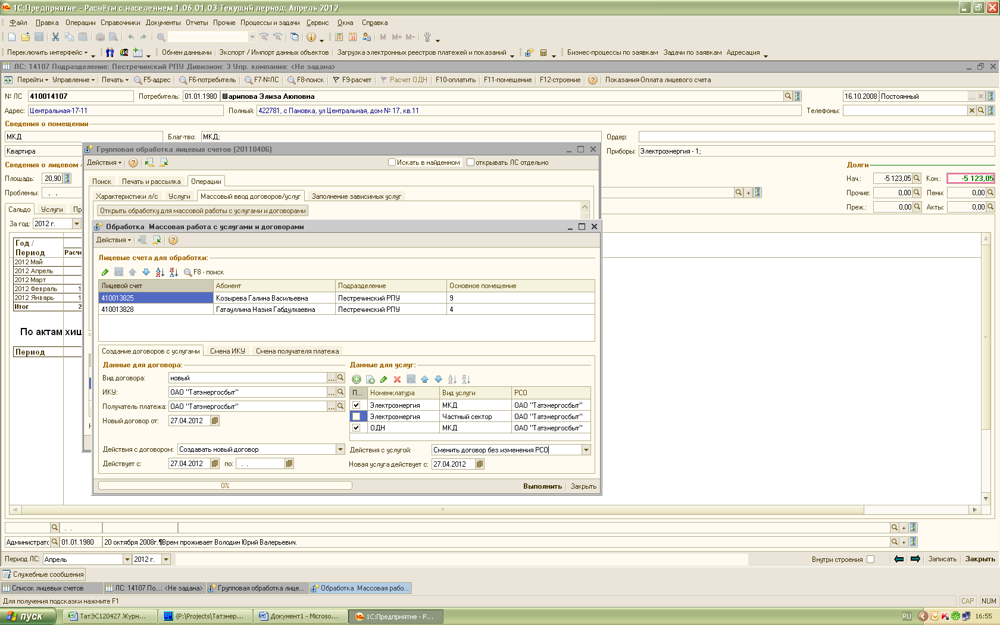 1С:Предприятие - Расчёты с населением 1.06.01.03 Текущий период: Апрель 2012
Файл Правка Операции Справочники Документы Отчеты Прочие Процессы и задачи Сервис Окна Справка
M M+ M-
Переключить интерфейс Обмен данными Экспорт / Импорт данных объектов Загрузка электронных реестров платежей и показаний Бизнес-процессы по заявкам Задачи по заявкам Адресация
ЛС: 14107 Подразделение: Пестречинский РПУ Дивизион: 3 Упр. компания: <Не задана>
Перейти Управление Печать F5-адрес F6-потребитель F7-№ЛС F8-поиск F9-расчет Расчет ОДН F10-оплатить F11-помещение F12-строение Показания-Оплата лицевого счета
№ ЛС 410014107 Потребитель: 01.01.1980 Шарипова Элиза Аюповна 16.10.2008 Постоянный
Адрес: Центральная-17-11 Полный: 422781, с Пановка, ул Центральная, дом № 17, кв.11 Телефоны:
Сведения о помещении
МКД Благ-тво: МКД; Ордер:
Квартира Приборы: Электроэнергия - 1;
Сведения о лицевом с Долги
Площадь: 20,90 Нач.: -5 123,05 Кон.: -5 123,05
Проблемы: . . Прочие: 0,00 Пени: 0,00
Преж.: 0,00 Акты: 0,00
Сальдо Услуги Пр
За год: 2012 г.
Год / Период Расче
2012 Май
2012 Апрель
2012 Март
2012 Февраль 1
2012 Январь 1
Итог 2
По актам хищ
Период
Групповая обработка лицевых счетов (20110406)
Действия Искать в найденном открывать ЛС отдельно
Поиск Печать и рассылка Операции
Характеристики л/с Услуги Массовый ввод договоров/услуг Заполнение зависимых услуг
Открыть обработку для массовой работы с услугами и договорами
Обработка Массовая работа с услугами и договорами
Действия
Лицевые счета для обработки:
F8 - поиск
Лицевой счет Абонент Подразделение Основное помещение
410013825 Козырева Галина Васильевна Пестречинский РПУ 9
410013828 Гатауллина Назия Габдулхаевна Пестречинский РПУ 4
Создание договоров с услугами Смена ИКУ Смена получателя платежа
Данные для договора:
Вид договора: новый
ИКУ: ОАО "Татэнергосбыт"
Получатель платежа: ОАО "Татэнергосбыт"
Новый договор от: 27.04.2012
Действия с договором: Создавать новый договор
Действует с: 27.04.2012 по: . .
Данные для услуг:
П... Номенклатура Вид услуги РСО
Электроэнергия МКД ОАО "Татэнергосбыт"
Электроэнергия Частный сектор ОАО "Татэнергосбыт"
ОДН МКД ОАО "Татэнергосбыт"
Действия с услугой: Сменить договор без изменения РСО
Новая услуга действует с: 27.04.2012
0% Выполнить Закрыть
. .
Администратс 01.01.1980 20 октября 2008г.¶Врем проживает Володин Юрий Валерьевич.
Период ЛС: Апрель 2012 г. Внутри строения Записать Закрыть
Служебные сообщения
Список лицевых счетов ЛС: 14107 По...: <Не задана> Групповая обработка лице... Обработка Массовая рабо...
Для получения подсказки нажмите F1 CAP NUM
пуск ТатЭС120427 Журн... {P:\Projects\Татэнер... Документ1 - Microso... 1С:Предприятие - Р... RU 16:55